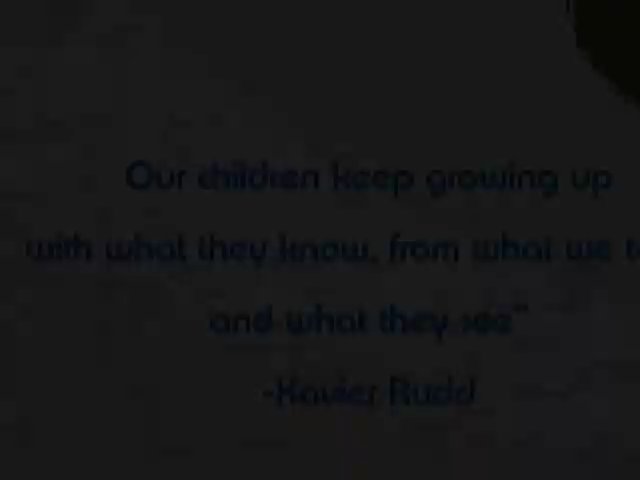 Our children keep growing up
with what they know, from what we
and what they see"
-Xavier Rudd